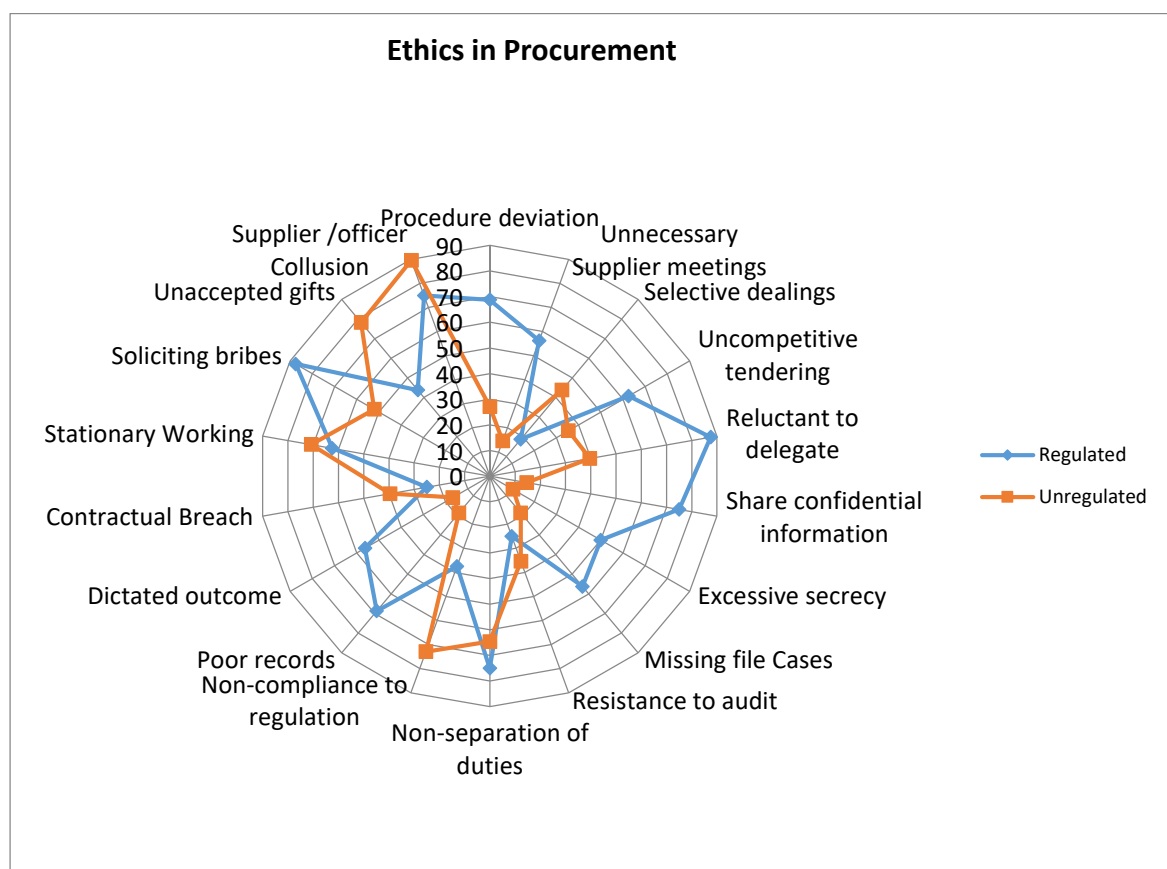 Ethics in Procurement
Procedure deviation
Unnecessary
Supplier meetings
Selective dealings
Uncompetitive
tendering
Reluctant to
delegate
Share confidential
information
Excessive secrecy
Missing file Cases
Resistance to audit
Non-separation of
duties
Non-compliance to
regulation
Poor records
Dictated outcome
Contractual Breach
Stationary Working
Soliciting bribes
Unaccepted gifts
Supplier /officer
Collusion
90
80
70
60
50
40
30
20
10
0
Regulated
Unregulated